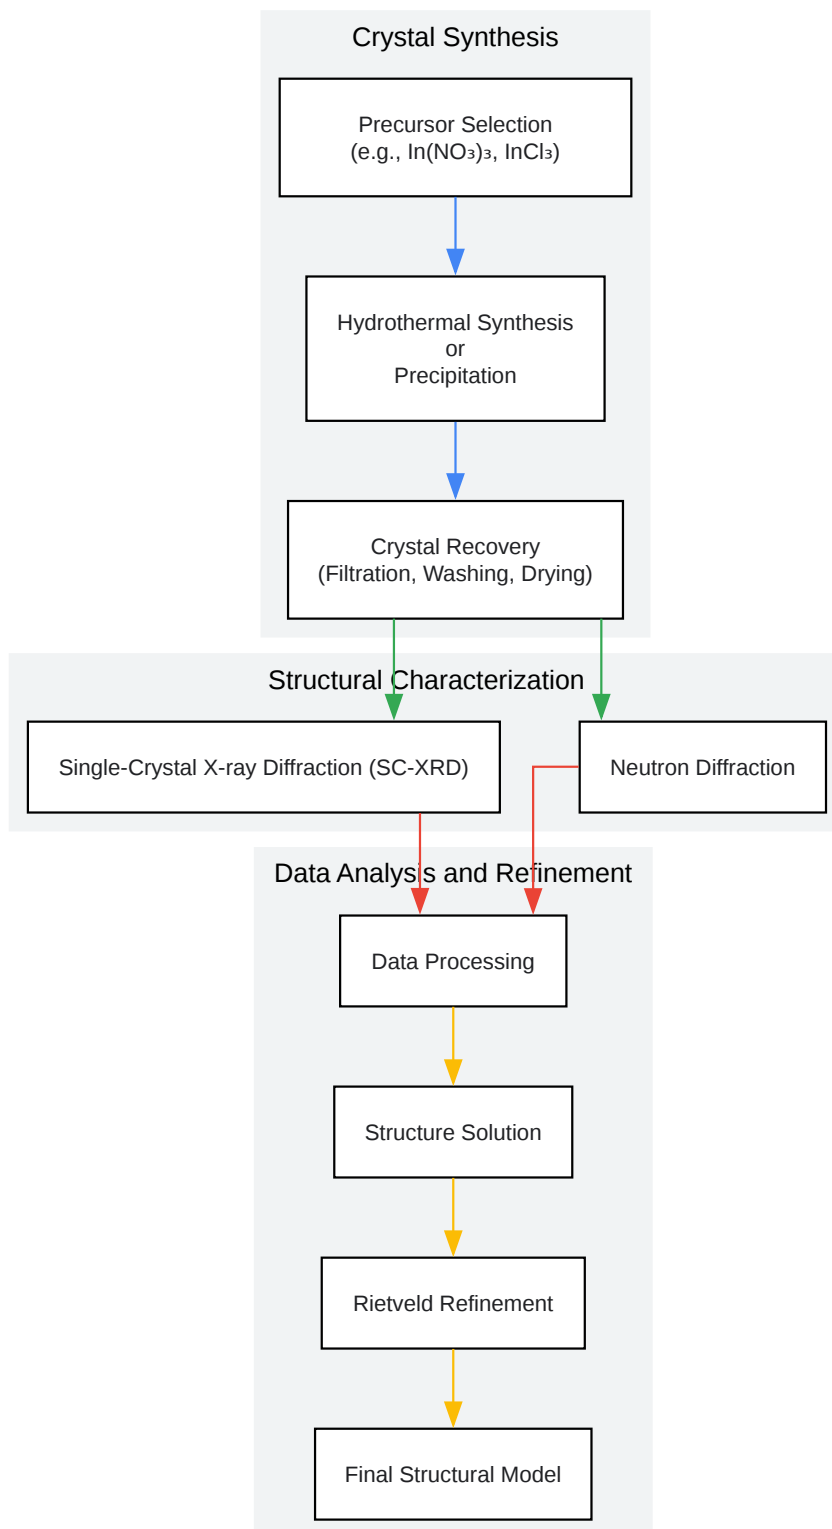 Crystal Synthesis
Precursor Selection
(e.g., In(NO₃)₃, InCl₃)
Hydrothermal Synthesis
or
Precipitation
Crystal Recovery
(Filtration, Washing, Drying)
Structural Characterization
Single-Crystal X-ray Diffraction (SC-XRD)
Neutron Diffraction
Data Analysis and Refinement
Data Processing
Structure Solution
Rietveld Refinement
Final Structural Model